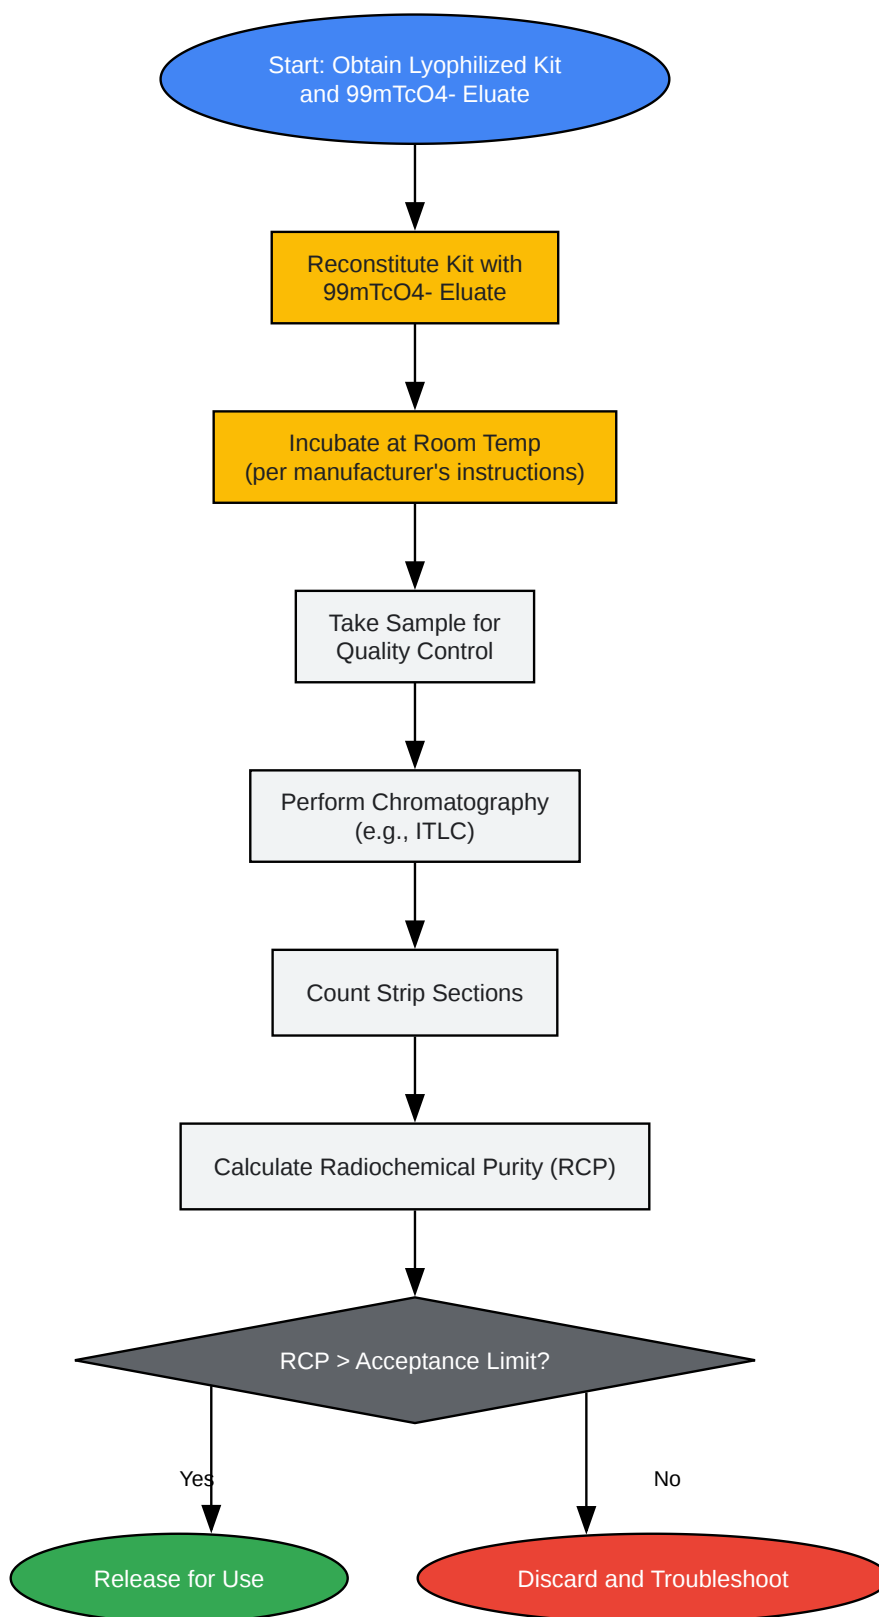 Start: Obtain Lyophilized Kit
and 99mTcO4- Eluate
Reconstitute Kit with
99mTcO4- Eluate
Incubate at Room Temp
(per manufacturer's instructions)
Take Sample for
Quality Control
Perform Chromatography
(e.g., ITLC)
Count Strip Sections
Calculate Radiochemical Purity (RCP)
RCP > Acceptance Limit?
Yes
No
Release for Use
Discard and Troubleshoot